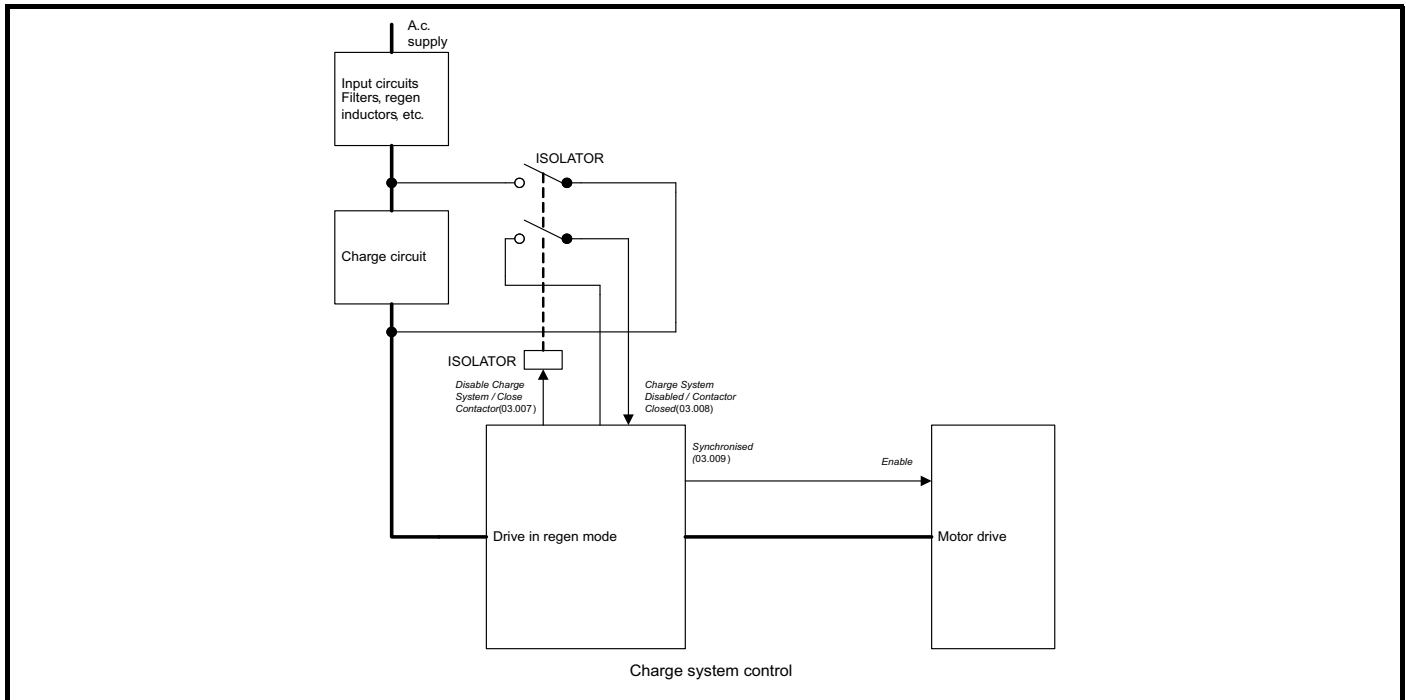 A.c.
supply
Input circuits
Filters, regen
inductors, etc.
ISOLATOR
Charge circuit
ISOLATOR
Disable Charge
System / Close
Contactor(03.007)
Charge System
Disabled / Contactor
Closed(03.008)
Synchronised
(03.009)
Enable
Drive in regen mode
Motor drive
Charge system control